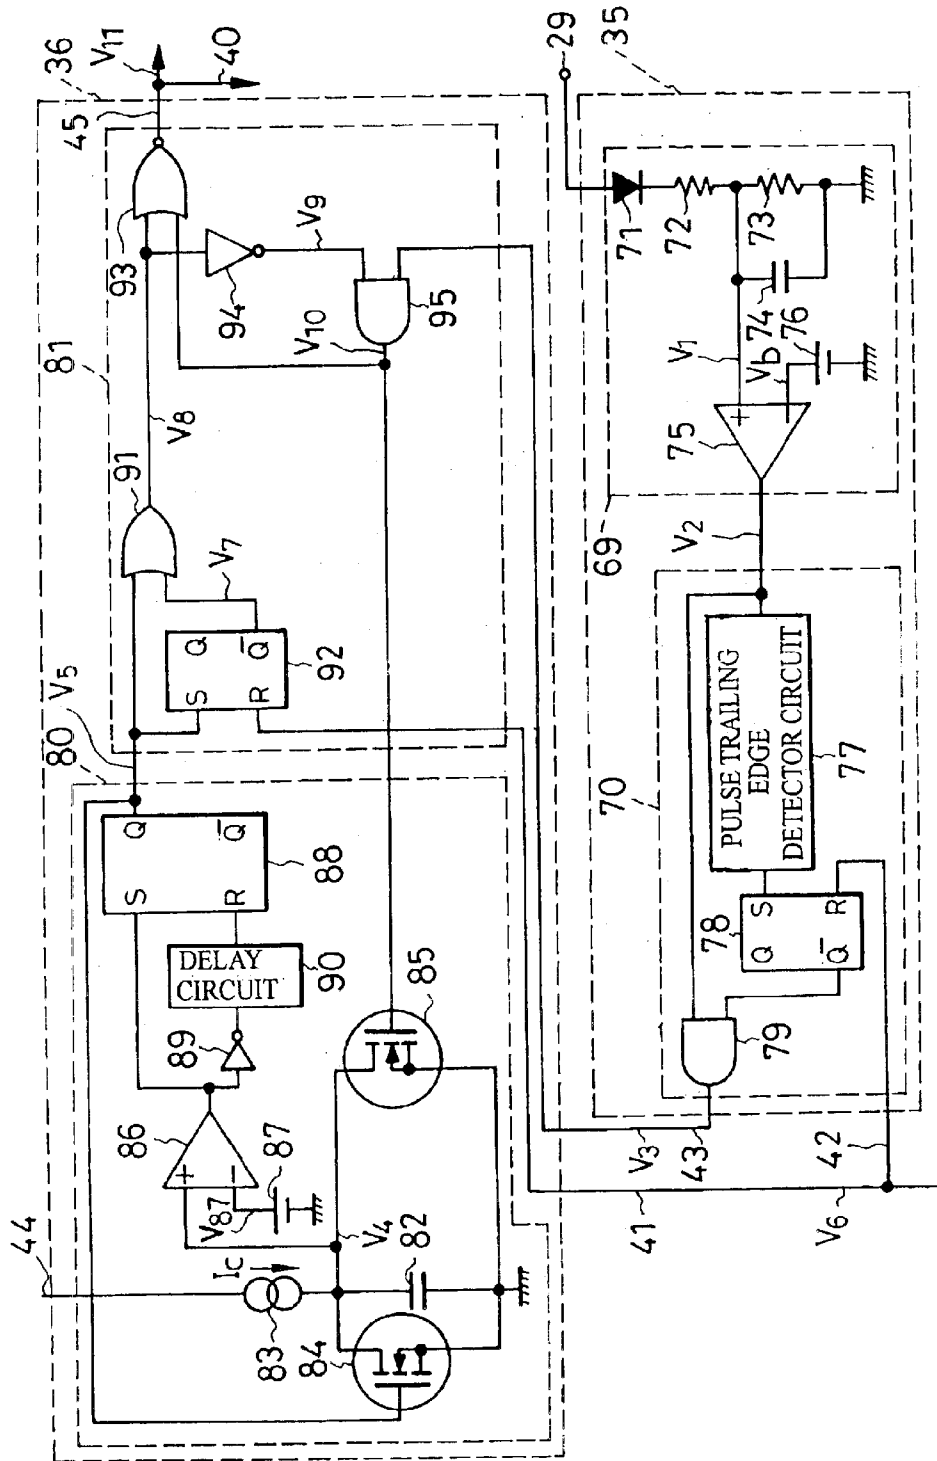 44
Ic
83
84
V4
82
V87
87
86
89
DELAY
CIRCUIT
90
S
R
Q
Q̅
88
85
80
V5
S
R
Q
Q̅
92
V7
91
V8
81
93
94
V9
V10
95
45
V11
40
36
41
V6
42
V3
43
79
70
78
Q
Q̅
S
R
PULSE TRAILING
EDGE
DETECTOR CIRCUIT
77
V2
69
75
+
−
V1
Vb
76
74
73
72
71
29
35
+
−